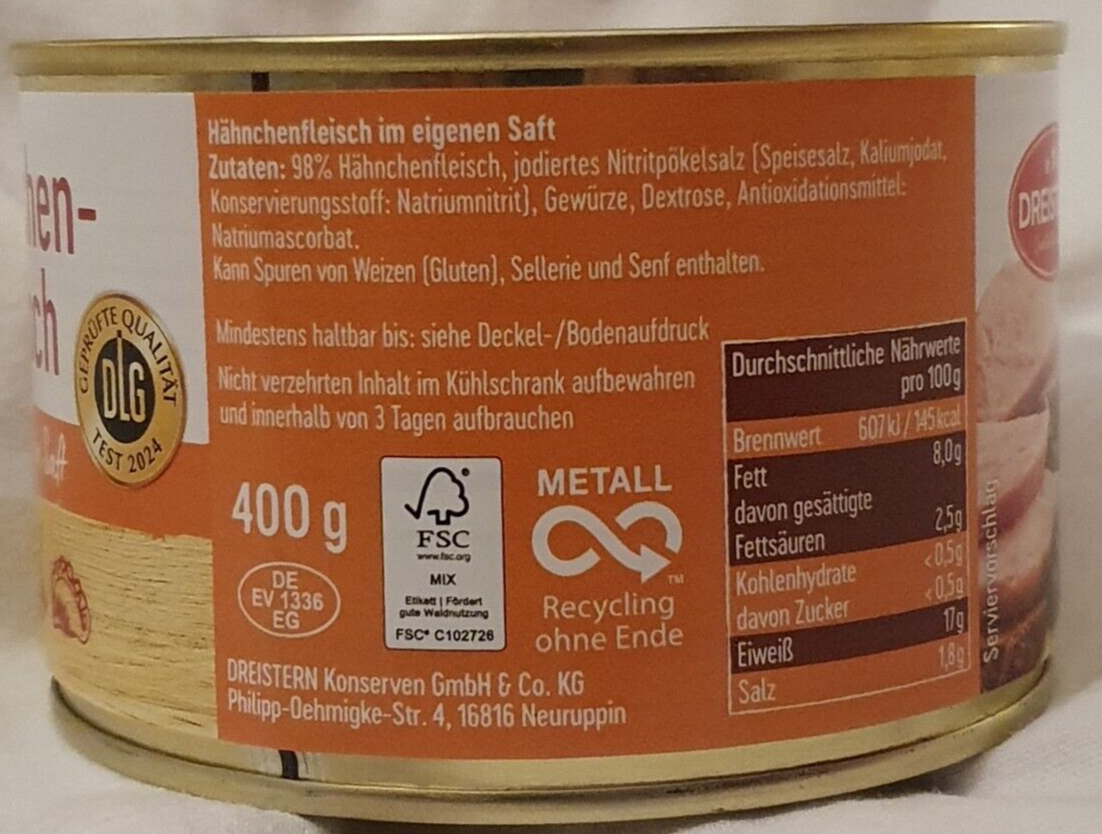 Hähnchenfleisch im eigenen Saft
Zutaten: 98% Hähnchenfleisch, jodiertes Nitritpökelsalz (Speisesalz, Kaliumjodat,
Konservierungsstoff: Natriumnitrit), Gewürze, Dextrose, Antioxidationsmittel:
Natriumascorbat.
Kann Spuren von Weizen (Gluten), Sellerie und Senf enthalten.
Mindestens haltbar bis: siehe Deckel-/Bodenaufdruck
Nicht verzehrten Inhalt im Kühlschrank aufbewahren
und innerhalb von 3 Tagen aufbrauchen
hen-
ch
GEPRÜFTE QUALITÄT
DLG
TEST 2024
Saft
400 g
DE
EV 1336
EG
FSC
www.fsc.org
MIX
Etikett | Fördert
gute Waldnutzung
FSC® C102726
METALL
TM
Recycling
ohne Ende
DREISTERN Konserven GmbH & Co. KG
Philipp-Oehmigke-Str. 4, 16816 Neuruppin
Durchschnittliche Nährwerte
pro 100g
Brennwert 607 kJ / 145 kcal
Fett 8,0g
davon gesättigte
Fettsäuren 2,5g
Kohlenhydrate < 0,5g
davon Zucker < 0,5g
Eiweiß 17g
Salz 1,8g
Serviervorschlag
DREIS